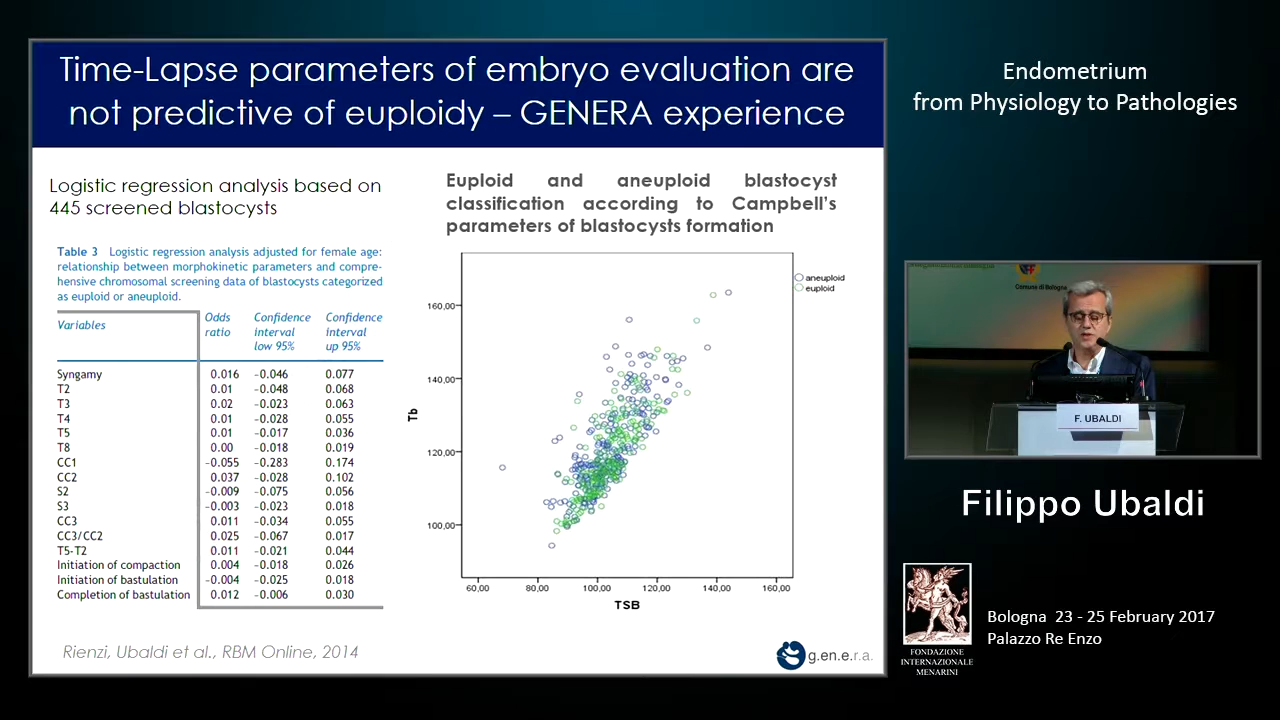 Time-Lapse parameters of embryo evaluation are
not predictive of euploidy – GENERA experience
Logistic regression analysis based on
445 screened blastocysts
Table 3 Logistic regression analysis adjusted for female age:
relationship between morphokinetic parameters and compre-
hensive chromosomal screening data of blastocysts categorized
as euploid or aneuploid.
Variables Odds ratio Confidence interval low 95% Confidence interval up 95%
Syngamy 0.016 -0.046 0.077
T2 0.01 -0.048 0.068
T3 0.02 -0.023 0.063
T4 0.01 -0.028 0.055
T5 0.01 -0.017 0.036
T8 0.00 -0.018 0.019
CC1 -0.055 -0.283 0.174
CC2 0.037 -0.028 0.102
S2 -0.009 -0.075 0.056
S3 -0.003 -0.023 0.018
CC3 0.011 -0.034 0.055
CC3/CC2 0.025 -0.067 0.017
T5-T2 0.011 -0.021 0.044
Initiation of compaction 0.004 -0.018 0.026
Initiation of bastulation -0.004 -0.025 0.018
Completion of bastulation 0.012 -0.006 0.030
Rienzi, Ubaldi et al., RBM Online, 2014
Euploid and aneuploid blastocyst
classification according to Campbell's
parameters of blastocysts formation
aneuploid
euploid
160,00
140,00
120,00
100,00
Tb
60,00 80,00 100,00 120,00 140,00 160,00
TSB
g.en.e.r.a.
Endometrium
from Physiology to Pathologies
Comune di Bologna
F. UBALDI
Filippo Ubaldi
FONDAZIONE
INTERNAZIONALE
MENARINI
Bologna 23 - 25 February 2017
Palazzo Re Enzo